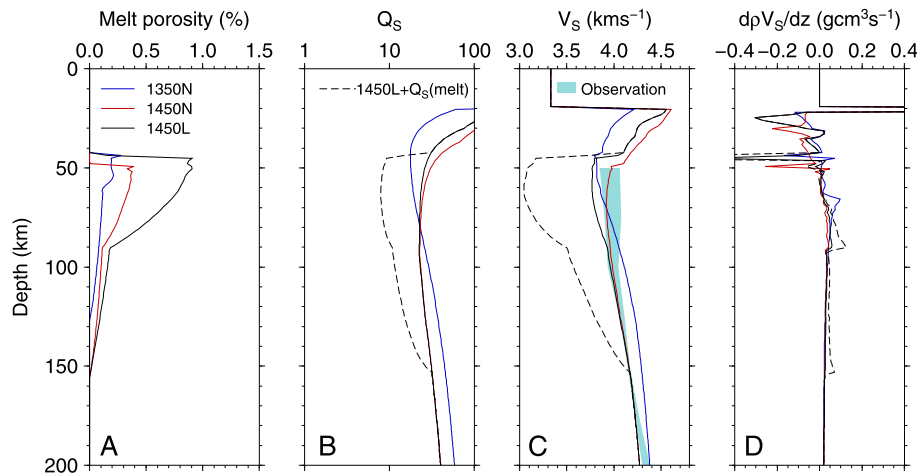 Melt porosity (%)
Q_S
V_S (kms⁻¹)
dρV_S/dz (gcm³s⁻¹)
0.0 0.5 1.0 1.5
1 10 100
3.0 3.5 4.0 4.5
−0.4 −0.2 0.0 0.2 0.4
0
50
100
150
200
Depth (km)
1350N
1450N
1450L
1450L+Q_S(melt)
Observation
A
B
C
D